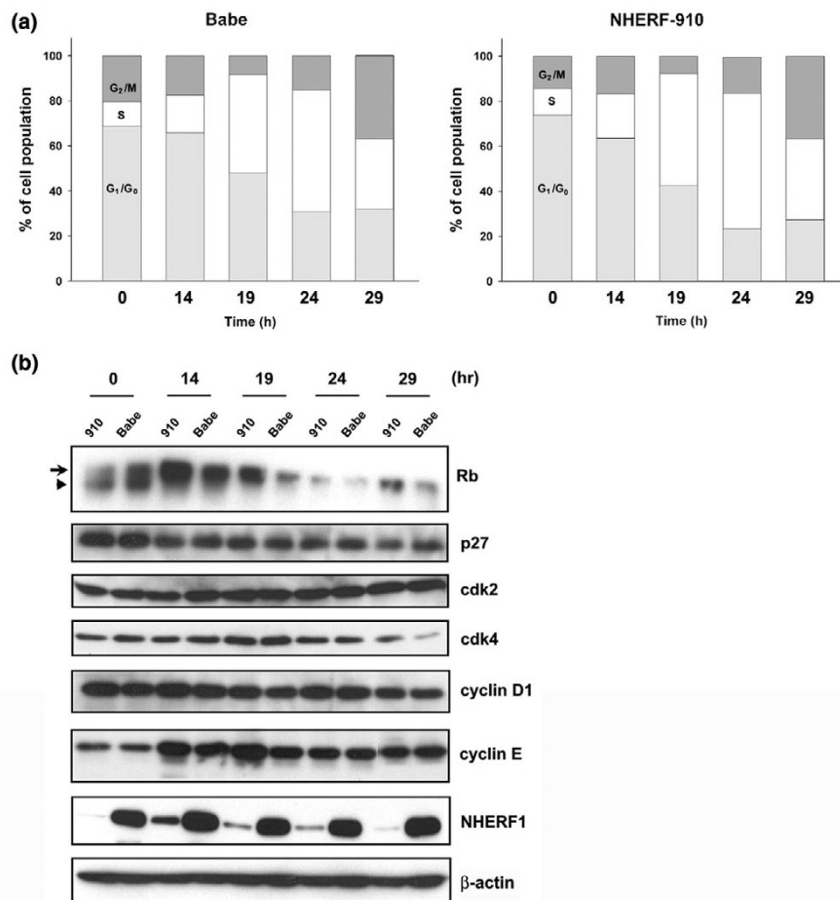 (a)
Babe
% of cell population
100
80
60
40
20
0
G₂/M
S
G₁/G₀
0 14 19 24 29
Time (h)
NHERF-910
% of cell population
100
80
60
40
20
0
G₂/M
S
G₁/G₀
0 14 19 24 29
Time (h)
(b)
0 14 19 24 29 (hr)
910 Babe 910 Babe 910 Babe 910 Babe 910 Babe
Rb
p27
cdk2
cdk4
cyclin D1
cyclin E
NHERF1
β-actin